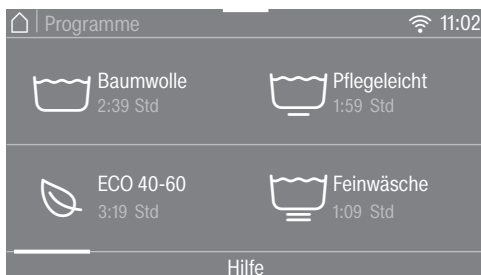 Programme 11:02
Baumwolle
2:39 Std
Pflegeleicht
1:59 Std
ECO 40-60
3:19 Std
Feinwäsche
1:09 Std
Hilfe